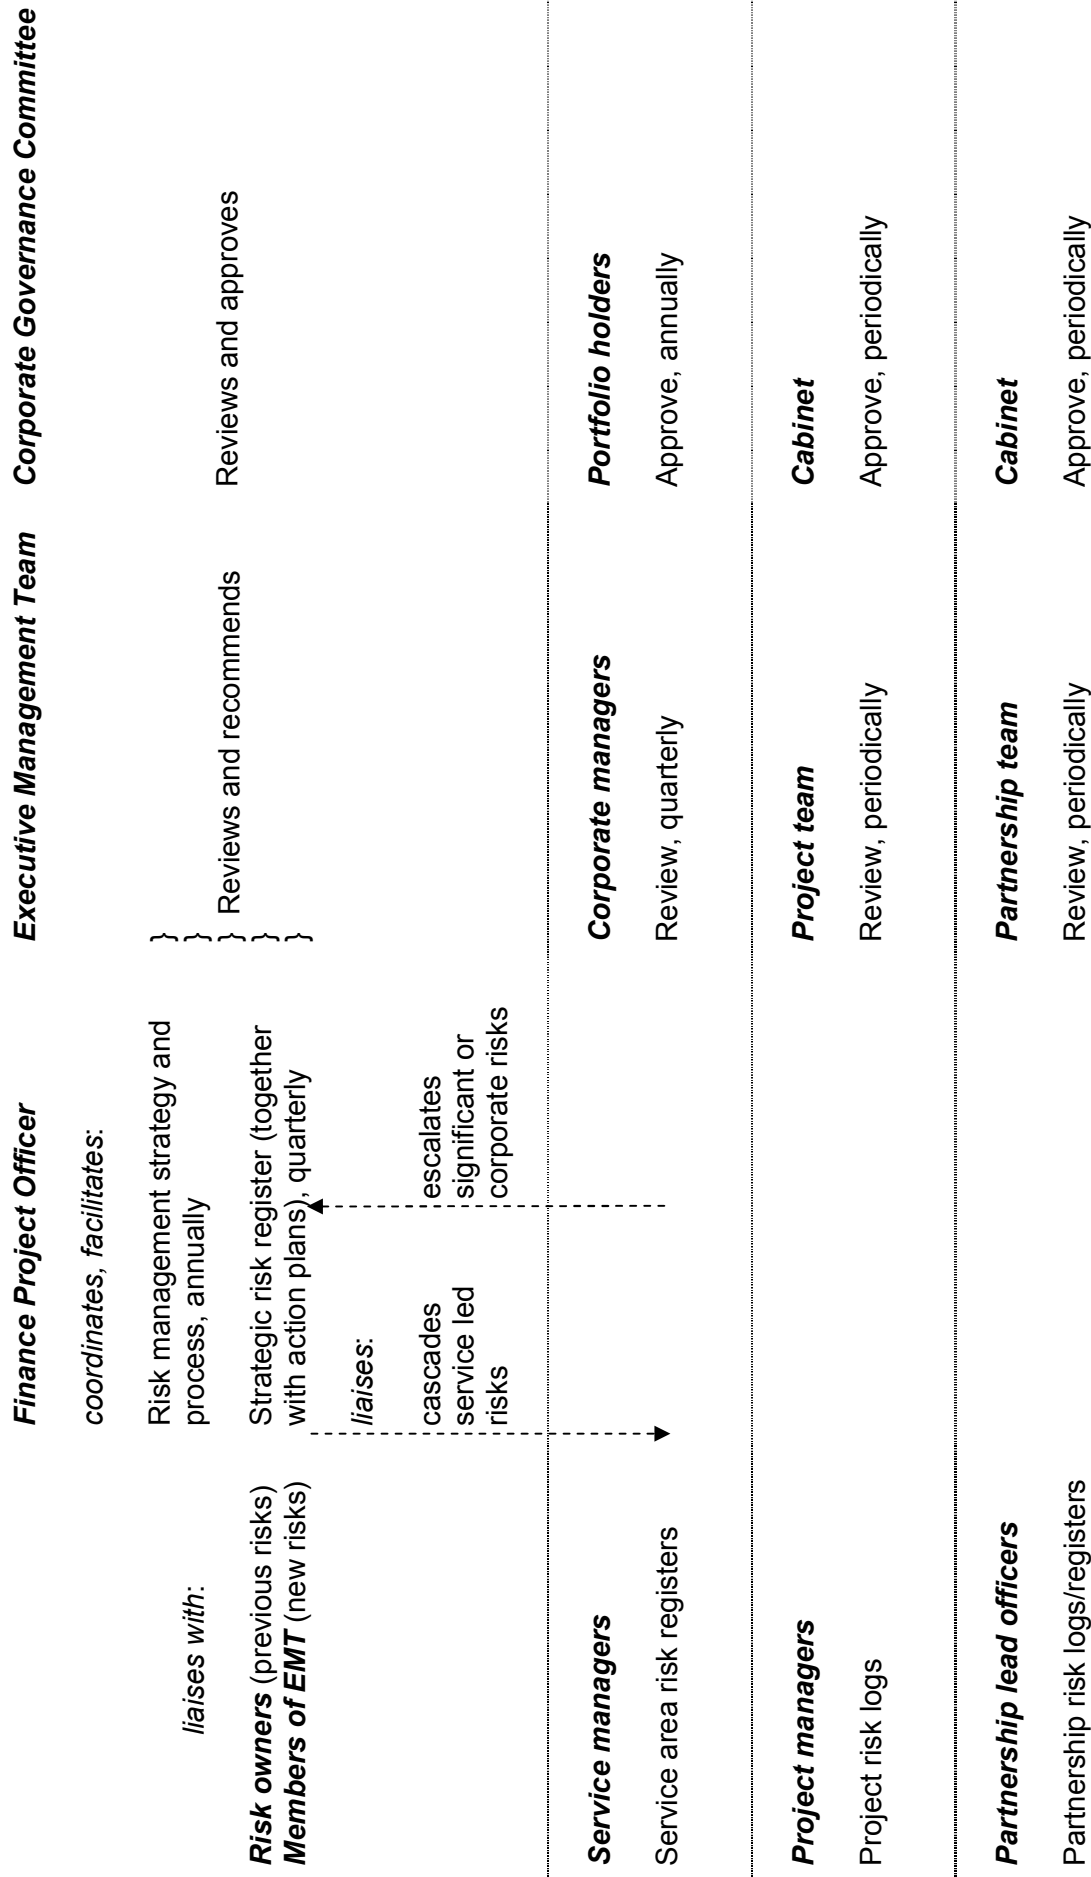 Finance Project Officer
Executive Management Team
Corporate Governance Committee
coordinates, facilitates:
liaises with:
Risk management strategy and
process, annually
}
}
}
}
}
Reviews and recommends
Reviews and approves
Risk owners (previous risks)
Members of EMT (new risks)
Strategic risk register (together
with action plans), quarterly
liaises:
cascades
service led
risks
escalates
significant or
corporate risks
Service managers
Corporate managers
Portfolio holders
Service area risk registers
Review, quarterly
Approve, annually
Project managers
Project team
Cabinet
Project risk logs
Review, periodically
Approve, periodically
Partnership lead officers
Partnership team
Cabinet
Partnership risk logs/registers
Review, periodically
Approve, periodically